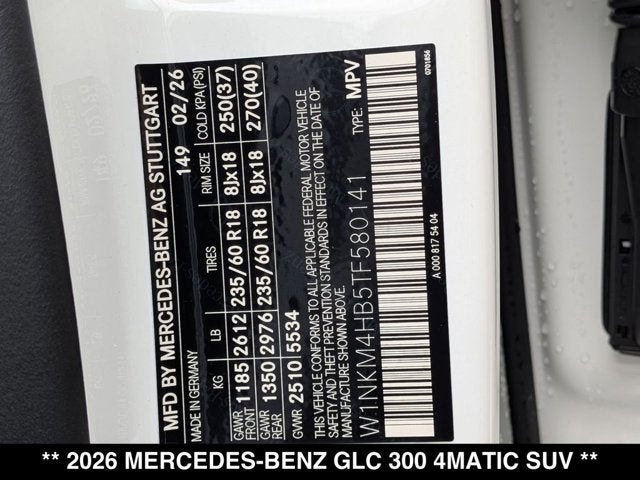 MFD BY MERCEDES-BENZ AG STUTTGART
149 02/26
KG LB TIRES RIM SIZE COLD KPA(PSI)
GAWR FRONT 1185 2612 235/60 R18 8Jx18 250(37)
GAWR REAR 1350 2976 235/60 R18 8Jx18 270(40)
GVWR 2510 5534
THIS VEHICLE CONFORMS TO ALL APPLICABLE FEDERAL MOTOR VEHICLE
SAFETY AND THEFT PREVENTION STANDARDS IN EFFECT ON THE DATE OF
MANUFACTURE SHOWN ABOVE.
W1NKM4HB5TF580141 TYPE: MPV
A 000 817 54 04
0701856
** 2026 MERCEDES-BENZ GLC 300 4MATIC SUV **